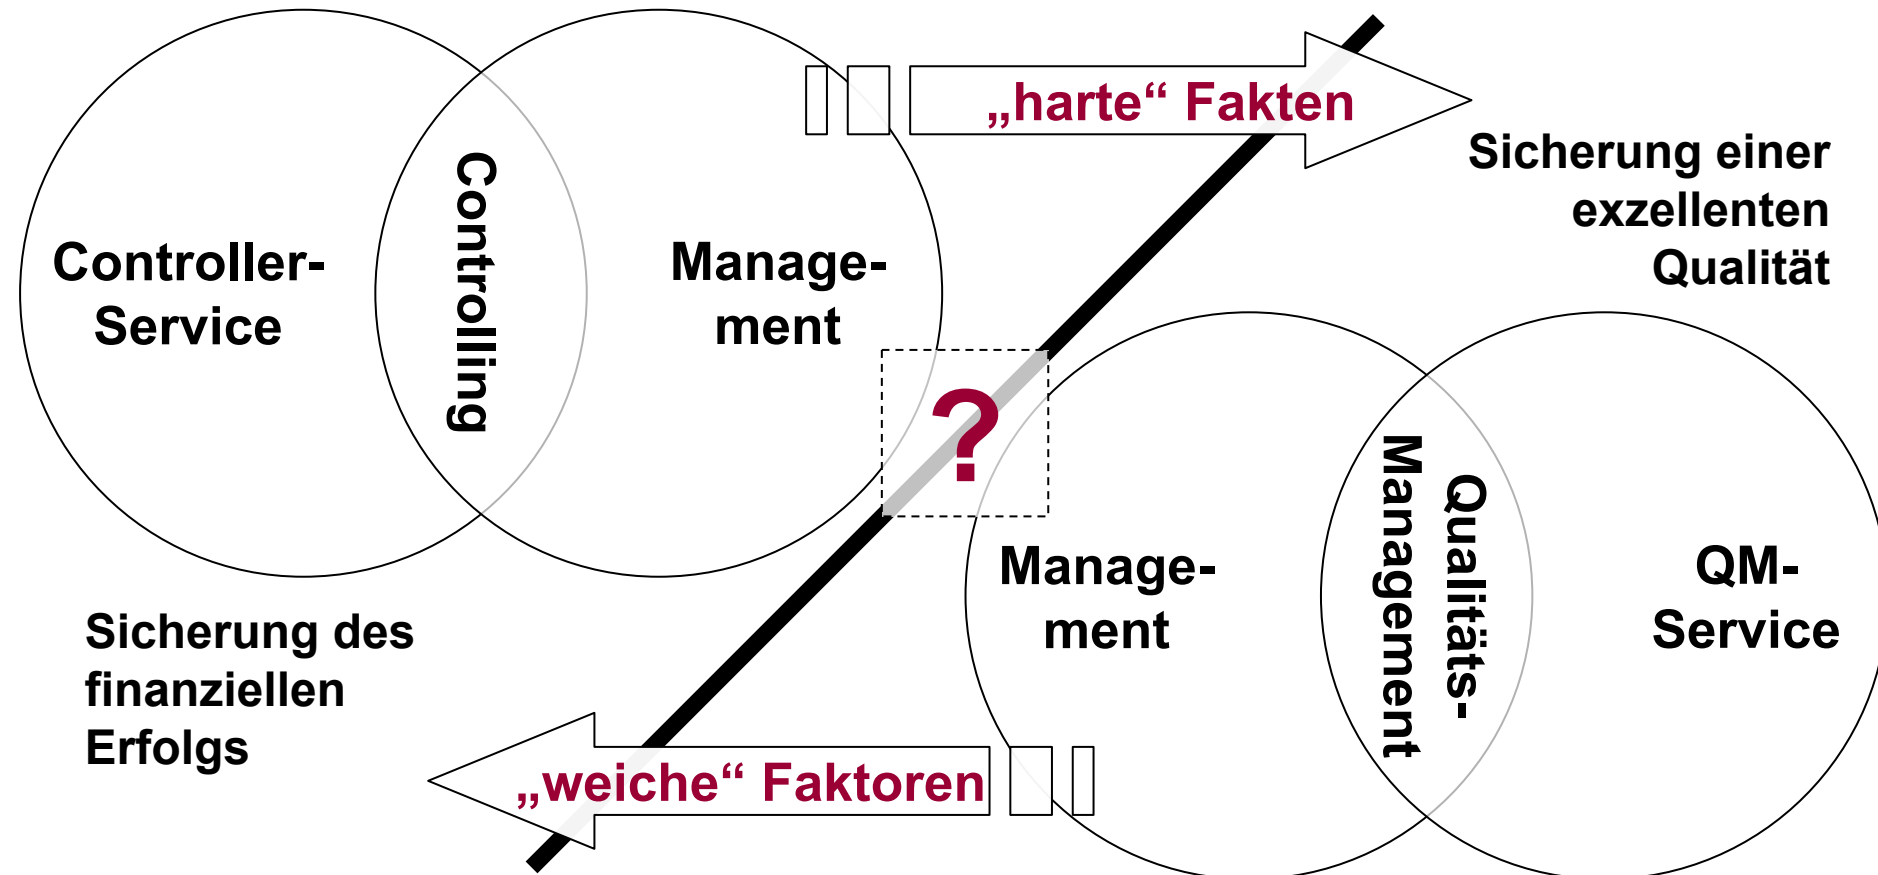 „harte“ Fakten
Controller-
Service
Controlling
Manage-
ment
Sicherung einer
exzellenten
Qualität
?
Sicherung des
finanziellen
Erfolgs
Manage-
ment
Qualitäts-
Management
QM-
Service
„weiche“ Faktoren